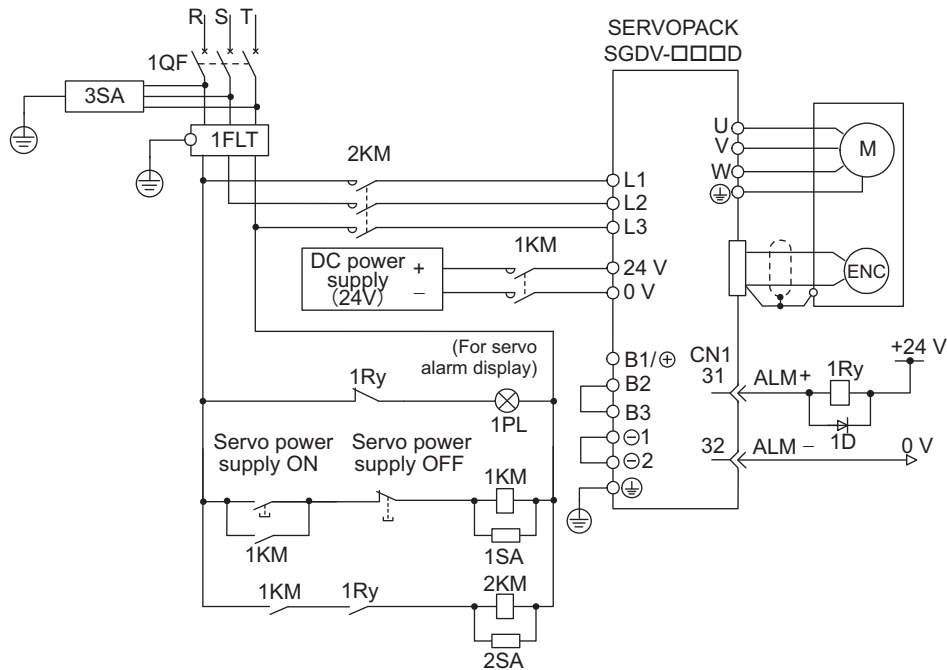 R S T
SERVOPACK
SGDV-□□□D
1QF
3SA
1FLT
2KM
U
V
W
M
L1
L2
L3
1KM
DC power
supply
(24V)
+
−
24 V
0 V
ENC
(For servo
alarm display)
B1/⊕
B2
B3
⊖1
⊖2
CN1
31
ALM+
1Ry
+24 V
1D
32
ALM −
0 V
1Ry
1PL
Servo power
supply ON
Servo power
supply OFF
1KM
1KM
1SA
1KM
1Ry
2KM
2SA